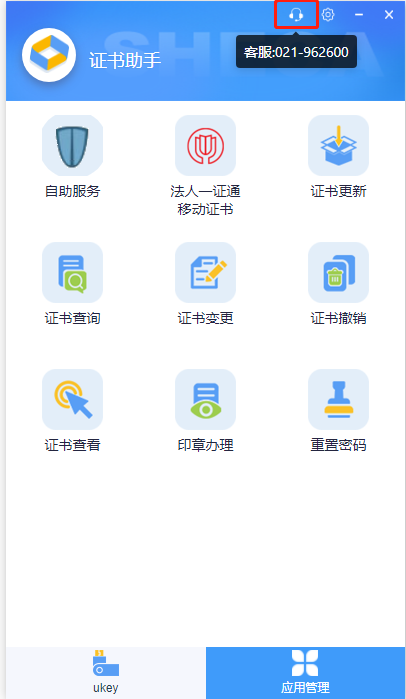 证书助手
客服:021-962600
自助服务
法人一证通
移动证书
证书更新
证书查询
证书变更
证书撤销
证书查看
印章办理
重置密码
ukey
应用管理